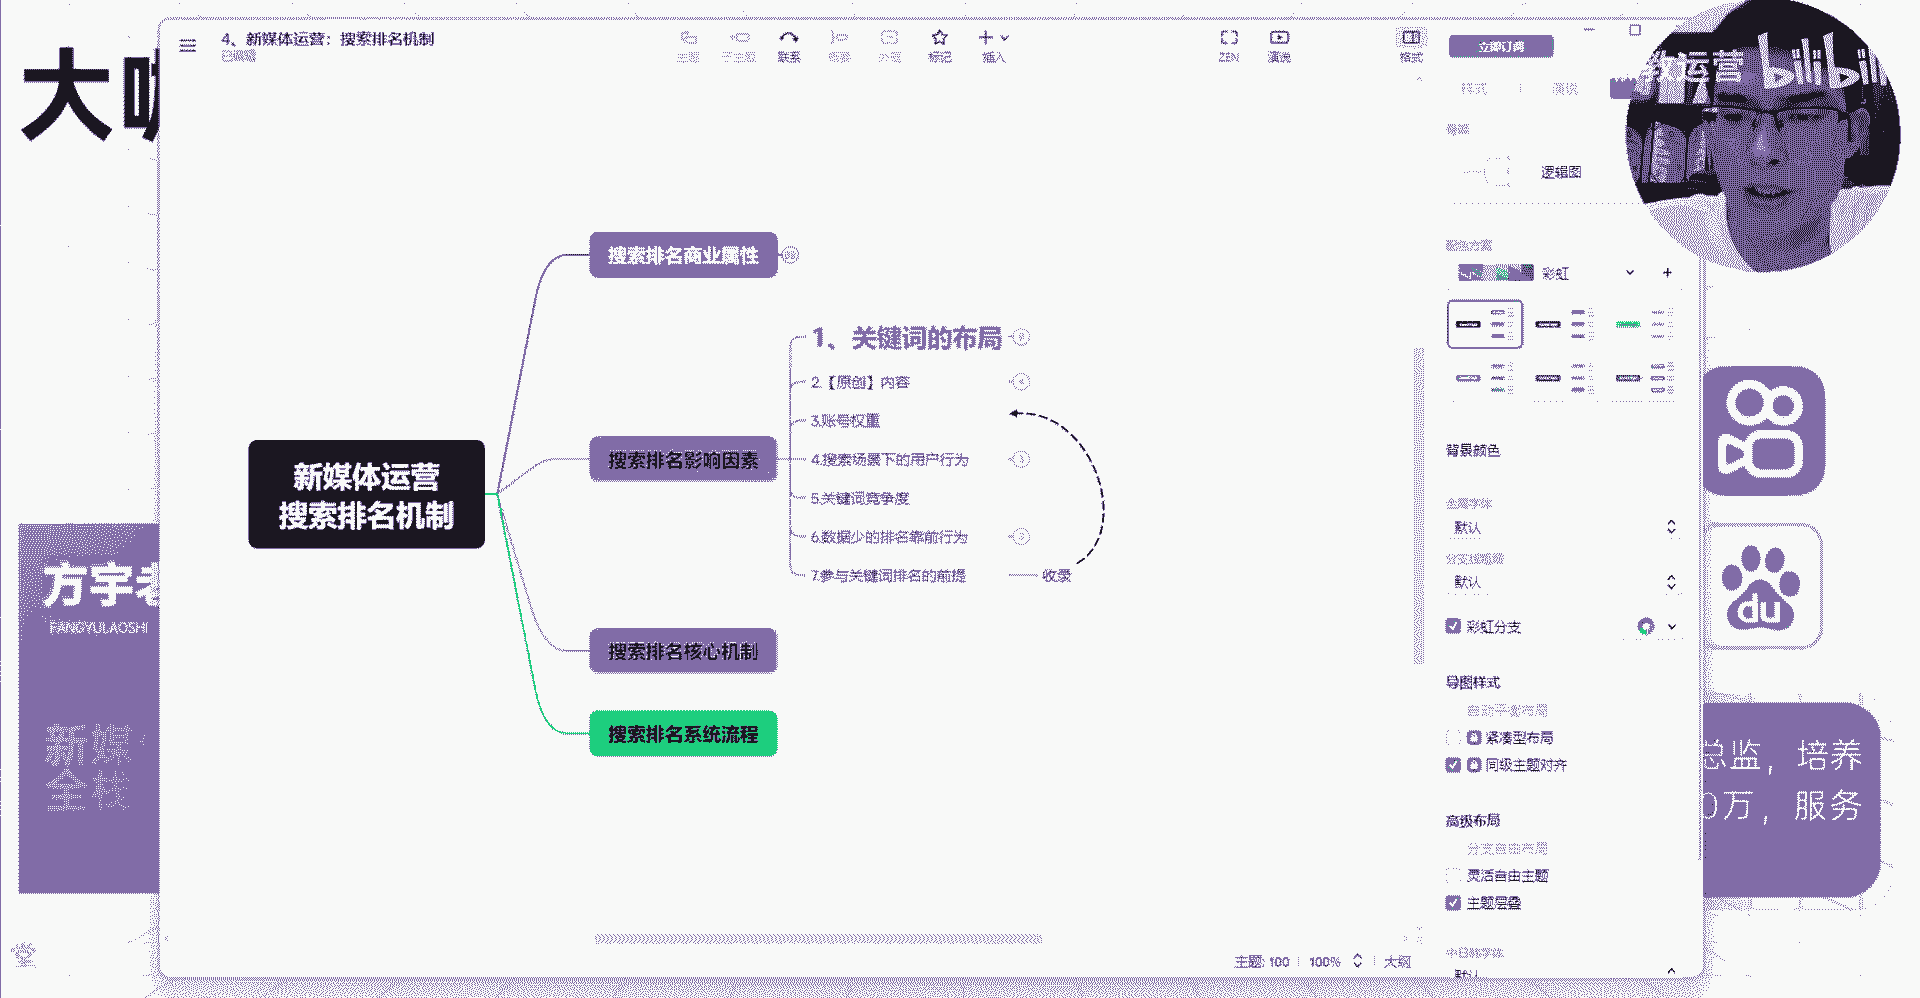 大
4、新媒体运营：搜索排名机制
已编辑
主题
子主题
联系
概要
外框
标记
插入
ZEN
演说
格式
立即订阅
样式
演说
教运营 bilibili
逻辑图
搜索排名商业属性
彩虹
1、关键词的布局
2.【原创】内容
3.账号权重
4.搜索场景下的用户行为
5.关键词竞争度
6.数据少的排名靠前行为
7.参与关键词排名的前提
收录
搜索排名影响因素
新媒体运营
搜索排名机制
搜索排名核心机制
搜索排名系统流程
背景颜色
全局字体
默认
默认
彩虹分支
导图样式
自动平衡布局
紧凑型布局
同级主题对齐
高级布局
分支自由布局
灵活自由主题
主题层叠
中日韩字体
默认
主题: 100
100%
大纲
方宇老
FANGYULAOSHI
新媒
全栈
du
总监，培养
0万，服务